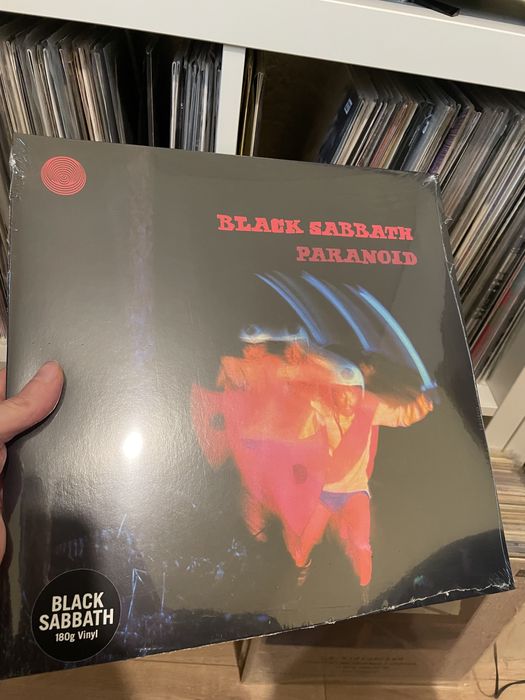 BLACK SABBATH
PARANOID
BLACK
SABBATH
180g Vinyl